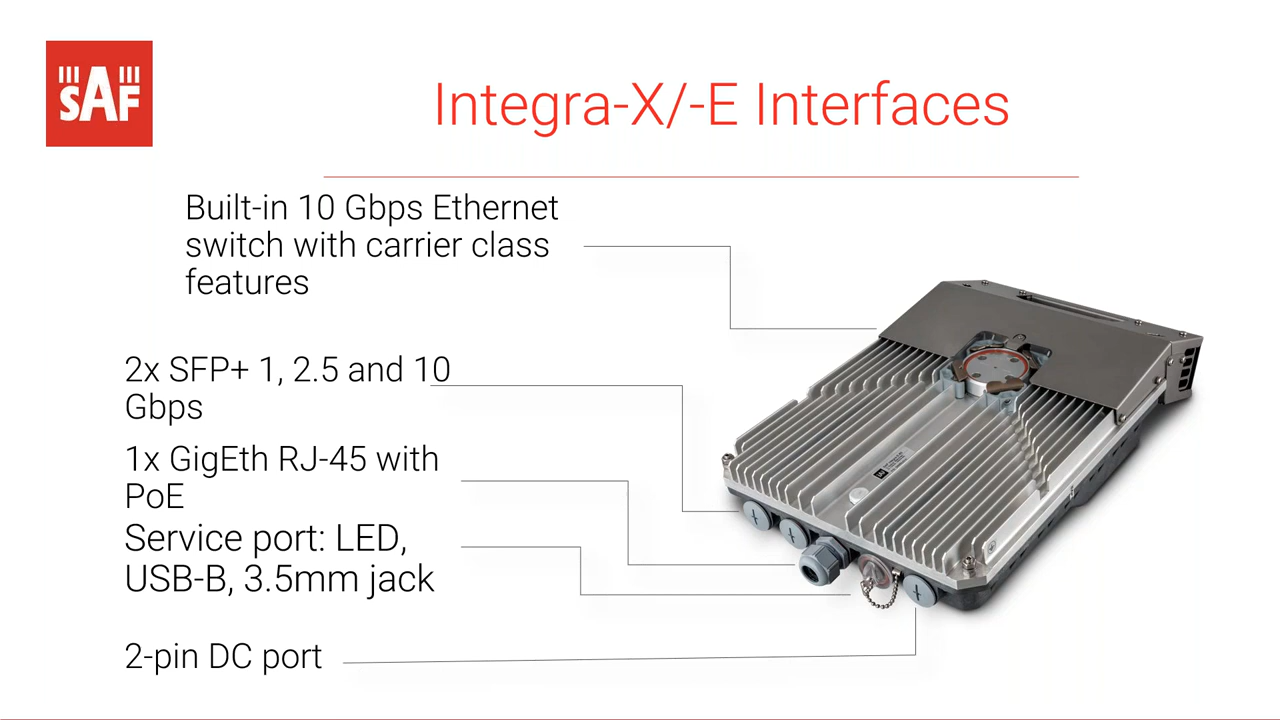 SAF
Integra-X/-E Interfaces
Built-in 10 Gbps Ethernet
switch with carrier class
features
2x SFP+ 1, 2.5 and 10
Gbps
1x GigEth RJ-45 with
PoE
Service port: LED,
USB-B, 3.5mm jack
2-pin DC port